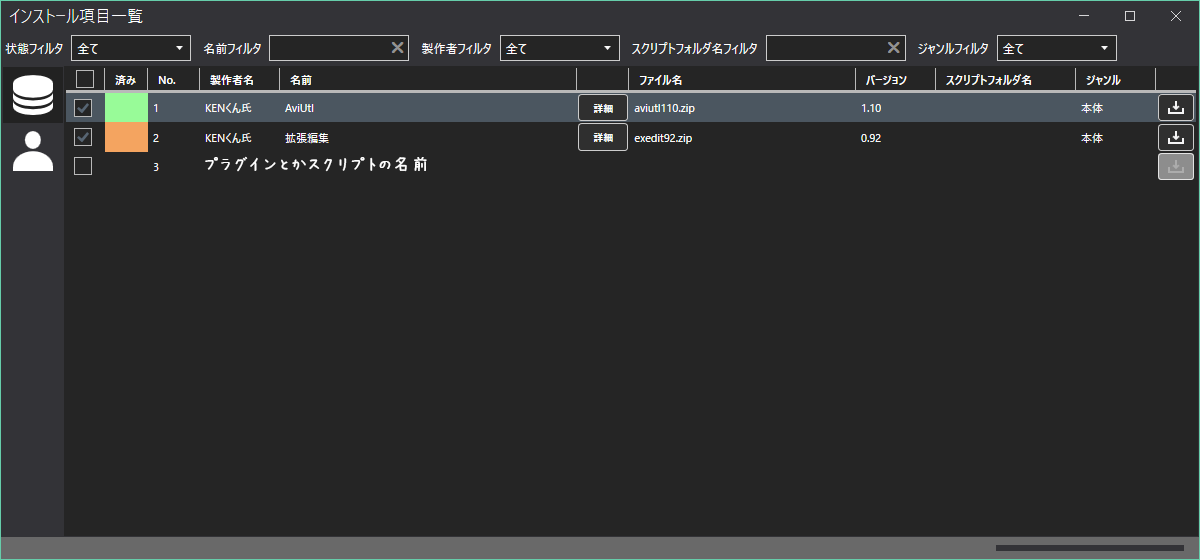 インストール項目一覧
状態フィルタ 全て 名前フィルタ 製作者フィルタ 全て スクリプトフォルダ名フィルタ ジャンルフィルタ 全て
済み No. 製作者名 名前 ファイル名 バージョン スクリプトフォルダ名 ジャンル
1 KENくん氏 AviUtl 詳細 aviutl110.zip 1.10 本体
2 KENくん氏 拡張編集 詳細 exedit92.zip 0.92 本体
3 プラグインとかスクリプトの名前